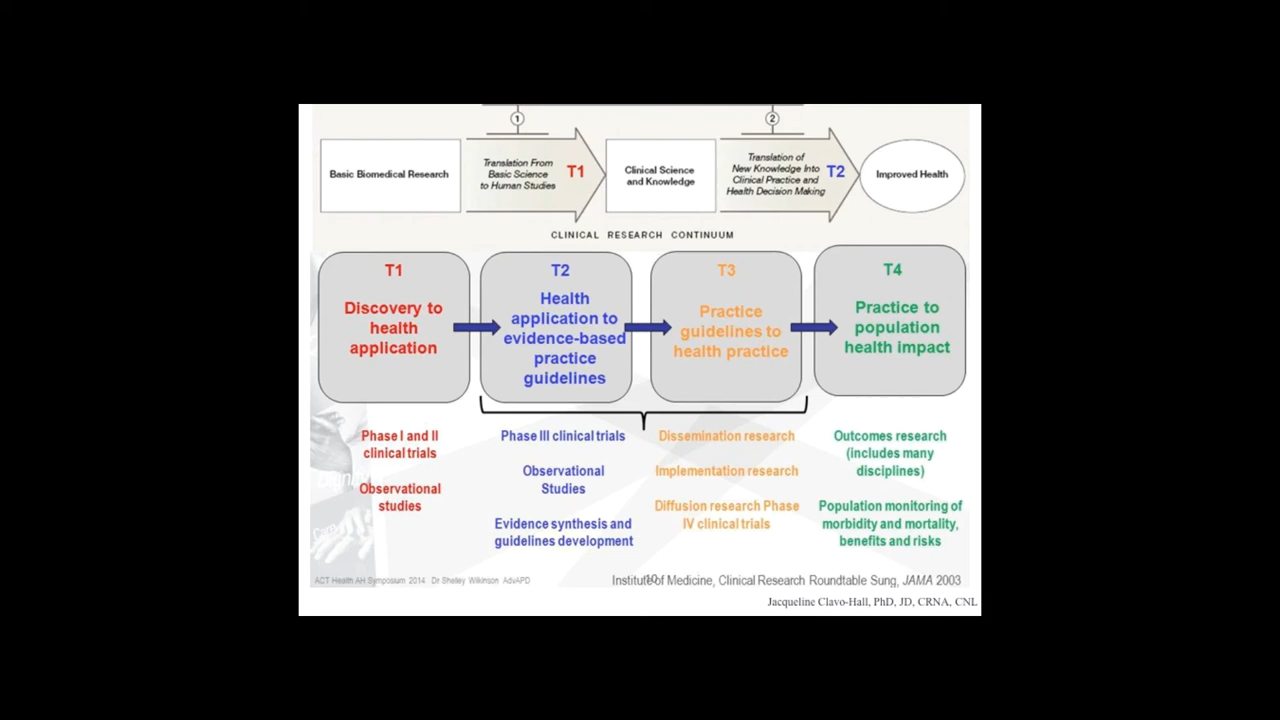 1
2
Basic Biomedical Research
Translation From
Basic Science
to Human Studies
T1
Clinical Science
and Knowledge
Translation of
New Knowledge Into
Clinical Practice and
Health Decision Making
T2
Improved Health
CLINICAL RESEARCH CONTINUUM
T1
Discovery to
health
application
T2
Health
application to
evidence-based
practice
guidelines
T3
Practice
guidelines to
health practice
T4
Practice to
population
health impact
Phase I and II
clinical trials
Observational
studies
Phase III clinical trials
Observational
Studies
Evidence synthesis and
guidelines development
Dissemination research
Implementation research
Diffusion research Phase
IV clinical trials
Outcomes research
(includes many
disciplines)
Population monitoring of
morbidity and mortality,
benefits and risks
Dignity
ACT Health AH Symposium 2014 Dr Shelley Wilkinson AdvAPD
10
Institute of Medicine, Clinical Research Roundtable Sung, JAMA 2003
Jacqueline Clavo-Hall, PhD, JD, CRNA, CNL